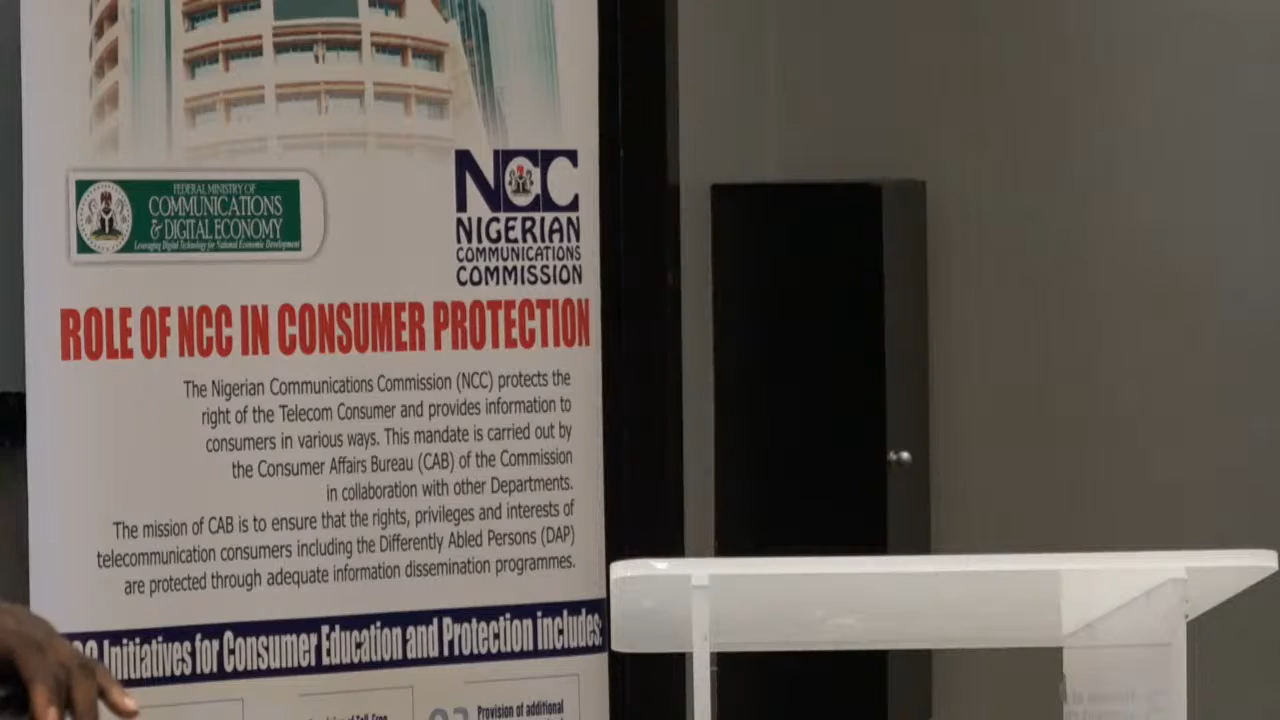 FEDERAL MINISTRY OF
COMMUNICATIONS
& DIGITAL ECONOMY
Leveraging Digital Technology for National Economic Development
NCC
NIGERIAN
COMMUNICATIONS
COMMISSION
ROLE OF NCC IN CONSUMER PROTECTION
The Nigerian Communications Commission (NCC) protects the
right of the Telecom Consumer and provides information to
consumers in various ways. This mandate is carried out by
the Consumer Affairs Bureau (CAB) of the Commission
in collaboration with other Departments.
The mission of CAB is to ensure that the rights, privileges and interests of
telecommunication consumers including the Differently Abled Persons (DAP)
are protected through adequate information dissemination programmes.
Initiatives for Consumer Education and Protection includes:
Provision of additional